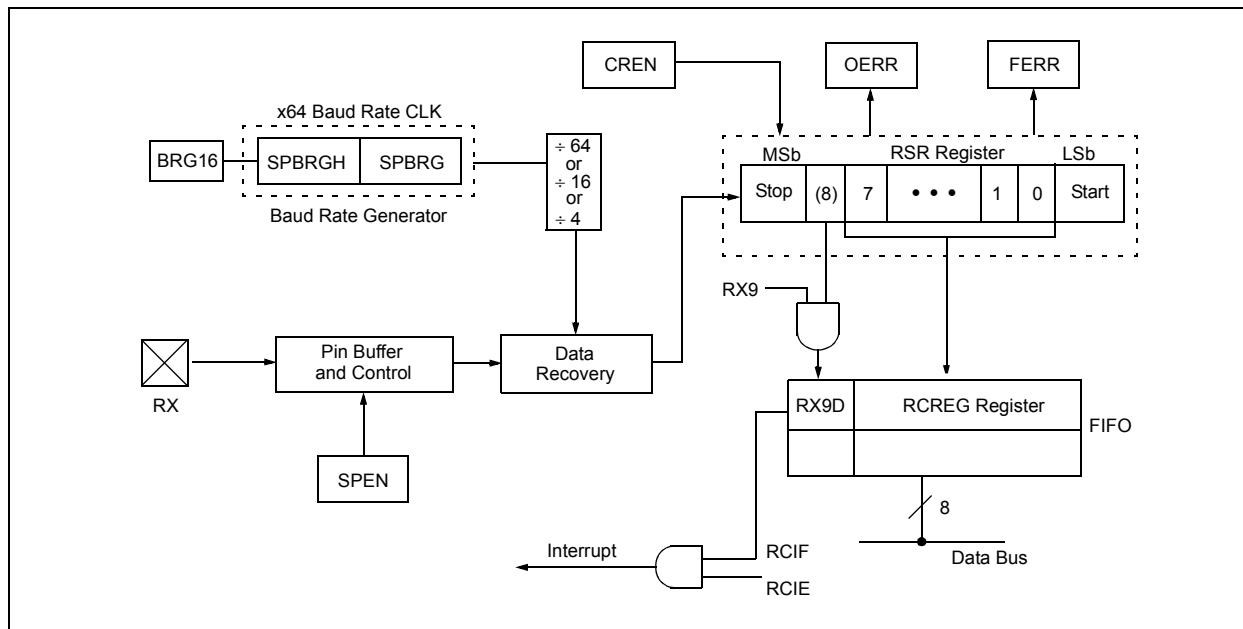 CREN
OERR
FERR
x64 Baud Rate CLK
BRG16
SPBRGH
SPBRG
Baud Rate Generator
÷ 64
or
÷ 16
or
÷ 4
MSb
RSR Register
LSb
Stop
(8)
7
• • •
1
0
Start
RX9
RX
Pin Buffer
and Control
Data
Recovery
SPEN
RX9D
RCREG Register
FIFO
8
Data Bus
Interrupt
RCIF
RCIE